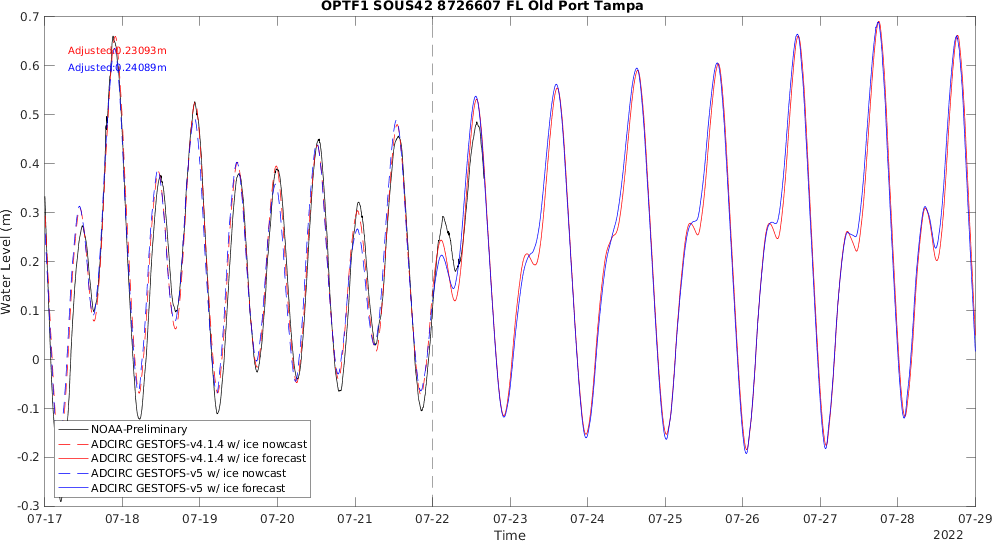 OPTF1 SOUS42 8726607 FL Old Port Tampa
Water Level (m)
0.7
0.6
0.5
0.4
0.3
0.2
0.1
0
-0.1
-0.2
-0.3
Adjusted:0.23093m
Adjusted:0.24089m
NOAA-Preliminary
ADCIRC GESTOFS-v4.1.4 w/ ice nowcast
ADCIRC GESTOFS-v4.1.4 w/ ice forecast
ADCIRC GESTOFS-v5 w/ ice nowcast
ADCIRC GESTOFS-v5 w/ ice forecast
07-17 07-18 07-19 07-20 07-21 07-22 07-23 07-24 07-25 07-26 07-27 07-28 07-29
Time
2022